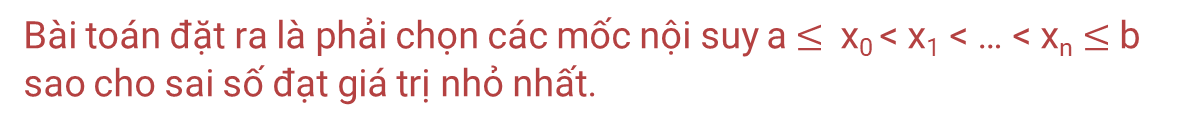 Bài toán đặt ra là phải chọn các mốc nội suy a ≤ x₀ < x₁ < ... < xₙ ≤ b
sao cho sai số đạt giá trị nhỏ nhất.